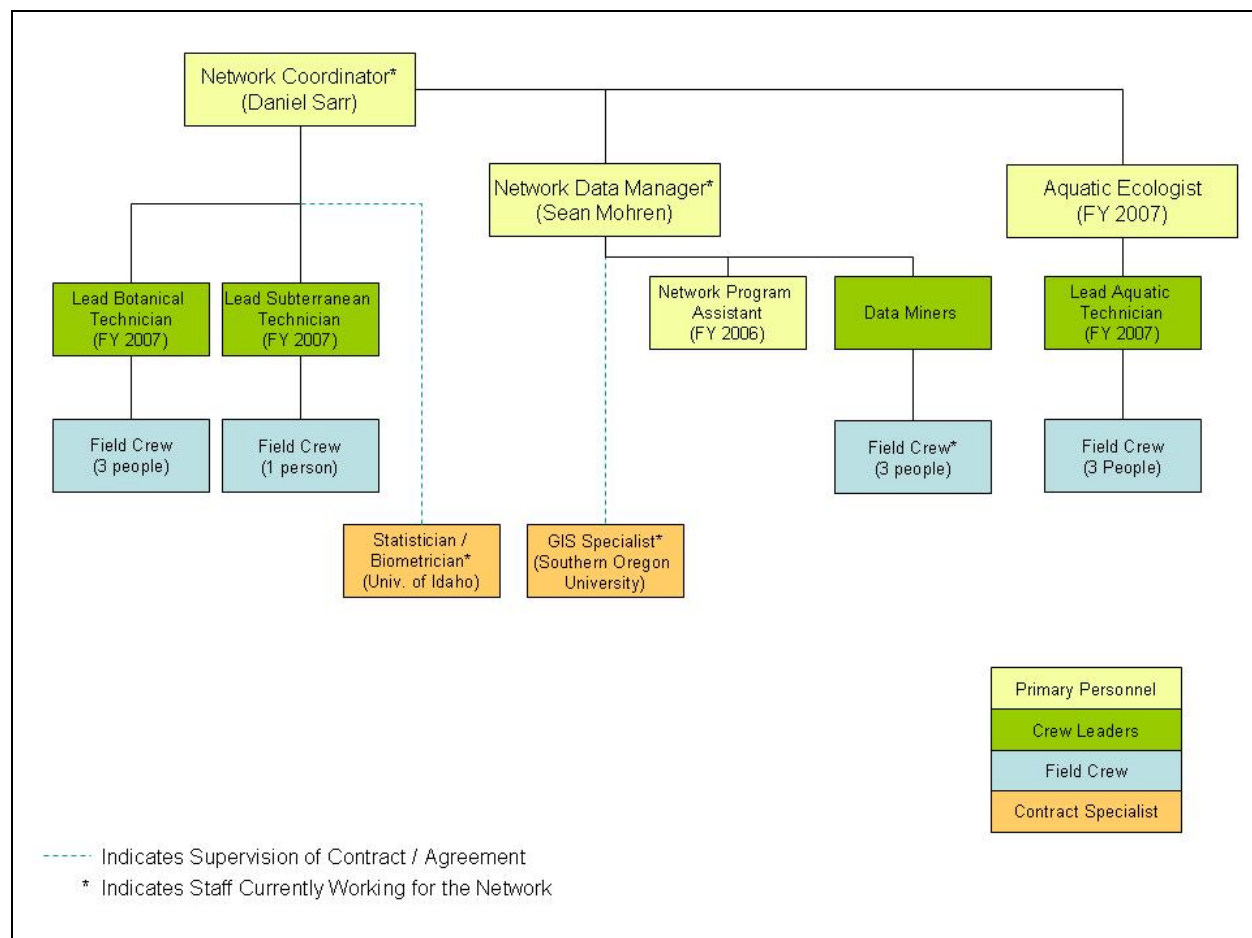 Network Coordinator*
(Daniel Sarr)
Network Data Manager*
(Sean Mohren)
Aquatic Ecologist
(FY 2007)
Lead Botanical
Technician
(FY 2007)
Lead Subterranean
Technician
(FY 2007)
Network Program
Assistant
(FY 2006)
Data Miners
Lead Aquatic
Technician
(FY 2007)
Field Crew
(3 people)
Field Crew
(1 person)
Field Crew*
(3 people)
Field Crew
(3 People)
Statistician /
Biometrician*
(Univ. of Idaho)
GIS Specialist*
(Southern Oregon
University)
Primary Personnel
Crew Leaders
Field Crew
Contract Specialist
Indicates Supervision of Contract / Agreement
* Indicates Staff Currently Working for the Network